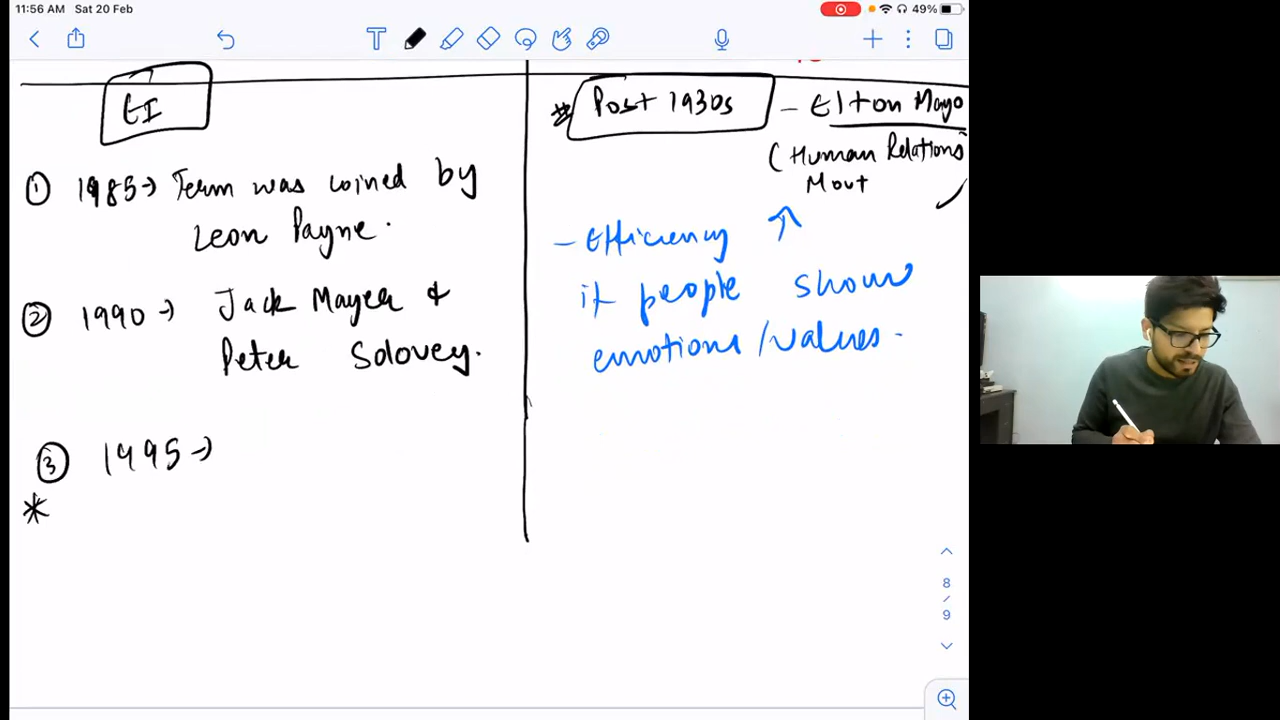 11:56 AM Sat 20 Feb
49%
EI
① 1985→ Term was coined by
Leon Payne.
② 1990→ Jack Mayer &
Peter Solovey.
③ 1995→
*
Post 1930s - Elton Mayo
(Human Relations
Movt
- Efficiency ↑
if people show
emotions/values.
8
/
9